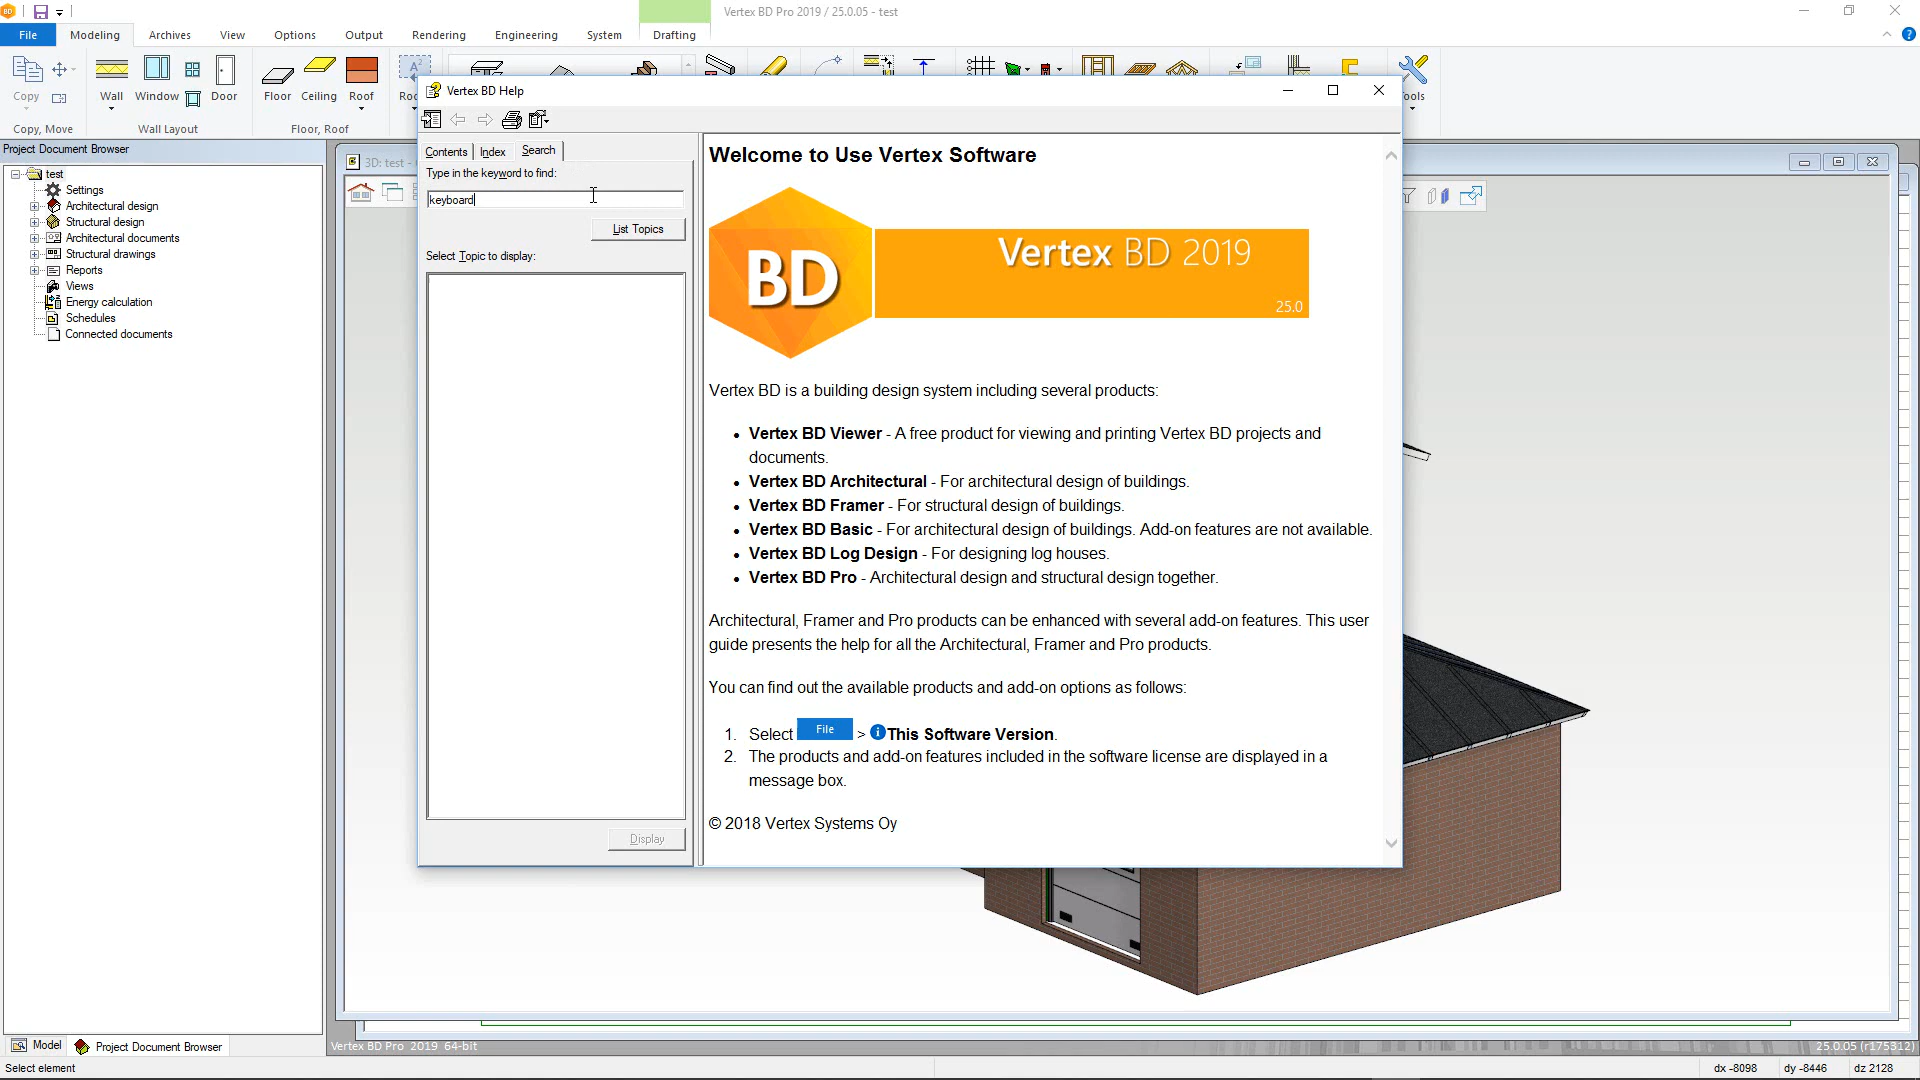 BD
Vertex BD Pro 2019 / 25.0.05 - test
File
Modeling
Archives
View
Options
Output
Rendering
Engineering
System
Drafting
Copy
Wall
Window
Door
Floor
Ceiling
Roof
Copy, Move
Wall Layout
Floor, Roof
Project Document Browser
test
Settings
Architectural design
Structural design
Architectural documents
Structural drawings
Reports
Views
Energy calculation
Schedules
Connected documents
3D: test -
Vertex BD Help
Contents
Index
Search
Type in the keyword to find:
keyboard
List Topics
Select Topic to display:
Display
Welcome to Use Vertex Software
BD
Vertex BD 2019
25.0
Vertex BD is a building design system including several products:
• Vertex BD Viewer - A free product for viewing and printing Vertex BD projects and
documents.
• Vertex BD Architectural - For architectural design of buildings.
• Vertex BD Framer - For structural design of buildings.
• Vertex BD Basic - For architectural design of buildings. Add-on features are not available.
• Vertex BD Log Design - For designing log houses.
• Vertex BD Pro - Architectural design and structural design together.
Architectural, Framer and Pro products can be enhanced with several add-on features. This user
guide presents the help for all the Architectural, Framer and Pro products.
You can find out the available products and add-on options as follows:
1. Select File > This Software Version.
2. The products and add-on features included in the software license are displayed in a
message box.
© 2018 Vertex Systems Oy
Model
Project Document Browser
Vertex BD Pro 2019 64-bit
25.0.05 (r175312)
Select element
dx -8098
dy -8446
dz 2128